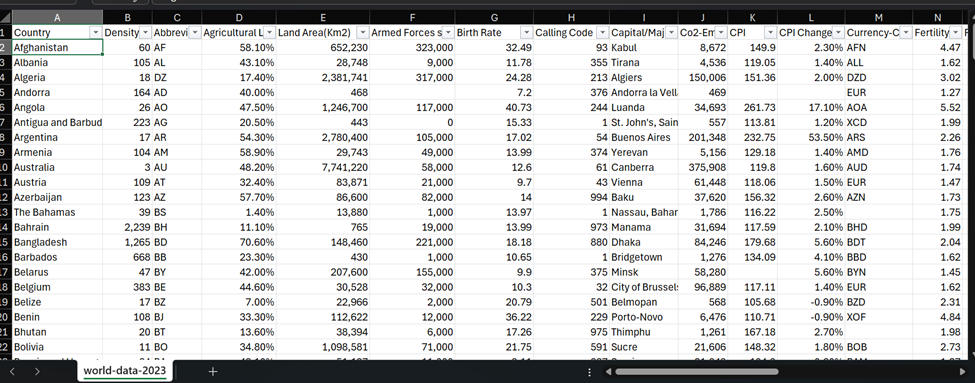 A B C D E F G H I J K L M N
1 Country Density Abbrevi Agricultural L Land Area(Km2) Armed Forces s Birth Rate Calling Code Capital/Maj Co2-Em CPI CPI Change Currency-C Fertility
2 Afghanistan 60 AF 58.10% 652,230 323,000 32.49 93 Kabul 8,672 149.9 2.30% AFN 4.47
3 Albania 105 AL 43.10% 28,748 9,000 11.78 355 Tirana 4,536 119.05 1.40% ALL 1.62
4 Algeria 18 DZ 17.40% 2,381,741 317,000 24.28 213 Algiers 150,006 151.36 2.00% DZD 3.02
5 Andorra 164 AD 40.00% 468 7.2 376 Andorra la Vell 469 EUR 1.27
6 Angola 26 AO 47.50% 1,246,700 117,000 40.73 244 Luanda 34,693 261.73 17.10% AOA 5.52
7 Antigua and Barbud 223 AG 20.50% 443 0 15.33 1 St. John's, Sain 557 113.81 1.20% XCD 1.99
8 Argentina 17 AR 54.30% 2,780,400 105,000 17.02 54 Buenos Aires 201,348 232.75 53.50% ARS 2.26
9 Armenia 104 AM 58.90% 29,743 49,000 13.99 374 Yerevan 5,156 129.18 1.40% AMD 1.76
10 Australia 3 AU 48.20% 7,741,220 58,000 12.6 61 Canberra 375,908 119.8 1.60% AUD 1.74
11 Austria 109 AT 32.40% 83,871 21,000 9.7 43 Vienna 61,448 118.06 1.50% EUR 1.47
12 Azerbaijan 123 AZ 57.70% 86,600 82,000 14 994 Baku 37,620 156.32 2.60% AZN 1.73
13 The Bahamas 39 BS 1.40% 13,880 1,000 13.97 1 Nassau, Bahar 1,786 116.22 2.50% 1.75
14 Bahrain 2,239 BH 11.10% 765 19,000 13.99 973 Manama 31,694 117.59 2.10% BHD 1.99
15 Bangladesh 1,265 BD 70.60% 148,460 221,000 18.18 880 Dhaka 84,246 179.68 5.60% BDT 2.04
16 Barbados 668 BB 23.30% 430 1,000 10.65 1 Bridgetown 1,276 134.09 4.10% BBD 1.62
17 Belarus 47 BY 42.00% 207,600 155,000 9.9 375 Minsk 58,280 5.60% BYN 1.45
18 Belgium 383 BE 44.60% 30,528 32,000 10.3 32 City of Brussels 96,889 117.11 1.40% EUR 1.62
19 Belize 17 BZ 7.00% 22,966 2,000 20.79 501 Belmopan 568 105.68 -0.90% BZD 2.31
20 Benin 108 BJ 33.30% 112,622 12,000 36.22 229 Porto-Novo 6,476 110.71 -0.90% XOF 4.84
21 Bhutan 20 BT 13.60% 38,394 6,000 17.26 975 Thimphu 1,261 167.18 2.70% 1.98
22 Bolivia 11 BO 34.80% 1,098,581 71,000 21.75 591 Sucre 21,606 148.32 1.80% BOB 2.73
world-data-2023